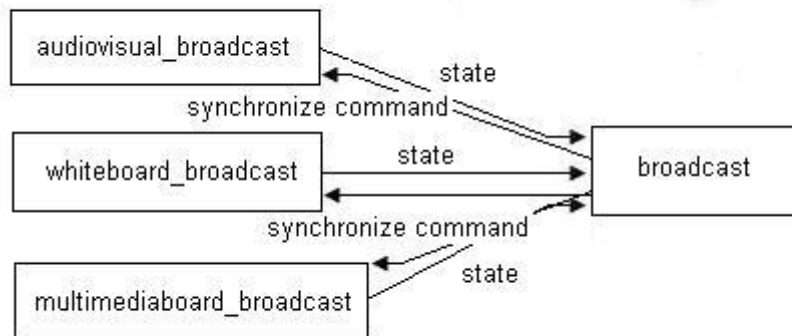 audiovisual_broadcast
state
synchronize command
whiteboard_broadcast
state
broadcast
synchronize command
state
multimediaboard_broadcast